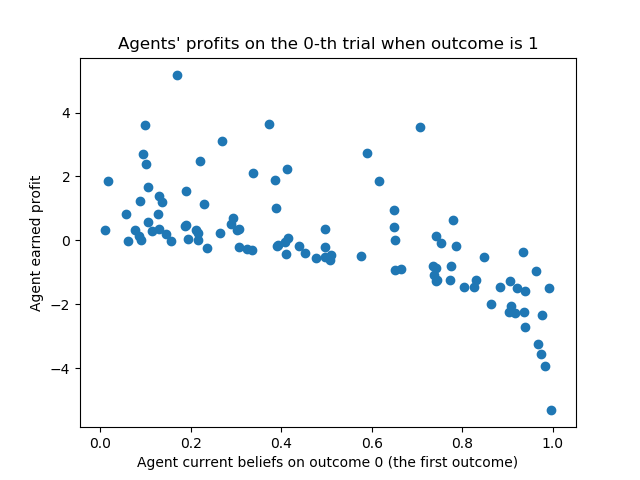 Agents' profits on the 0-th trial when outcome is 1
Agent earned profit
4
2
0
−2
−4
0.0 0.2 0.4 0.6 0.8 1.0
Agent current beliefs on outcome 0 (the first outcome)